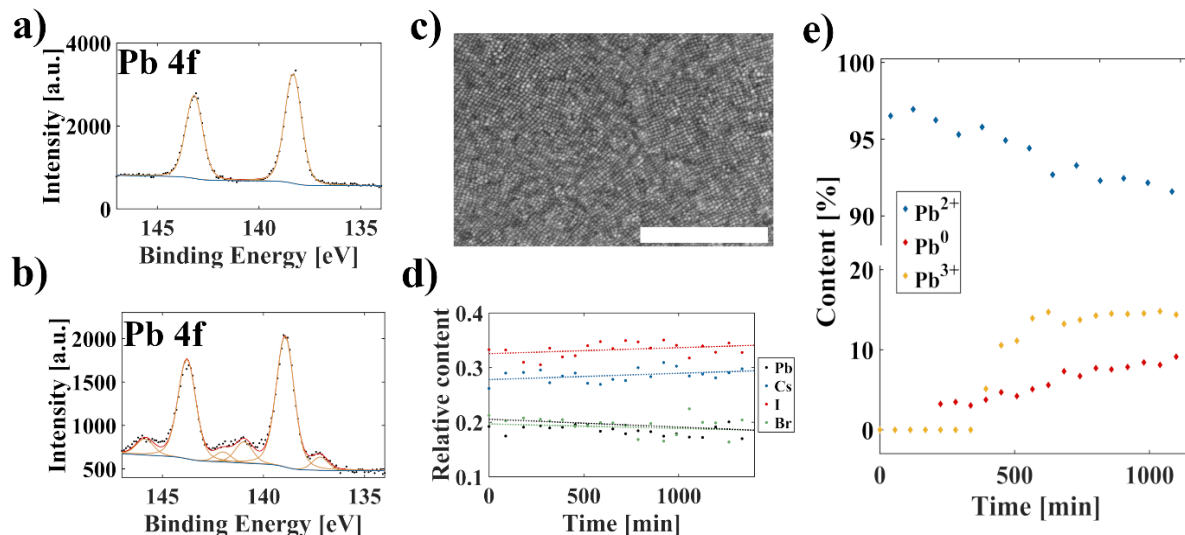 a)
Pb 4f
4000
2000
0
145
140
135
Intensity [a.u.]
Binding Energy [eV]
b)
Pb 4f
2000
1500
1000
500
145
140
135
Intensity [a.u.]
Binding Energy [eV]
c)
d)
0.4
0.3
0.2
0.1
0
500
1000
Relative content
Time [min]
Pb
Cs
I
Br
e)
100
95
90
20
10
0
0
500
1000
Content [%]
Time [min]
Pb2+
Pb0
Pb3+